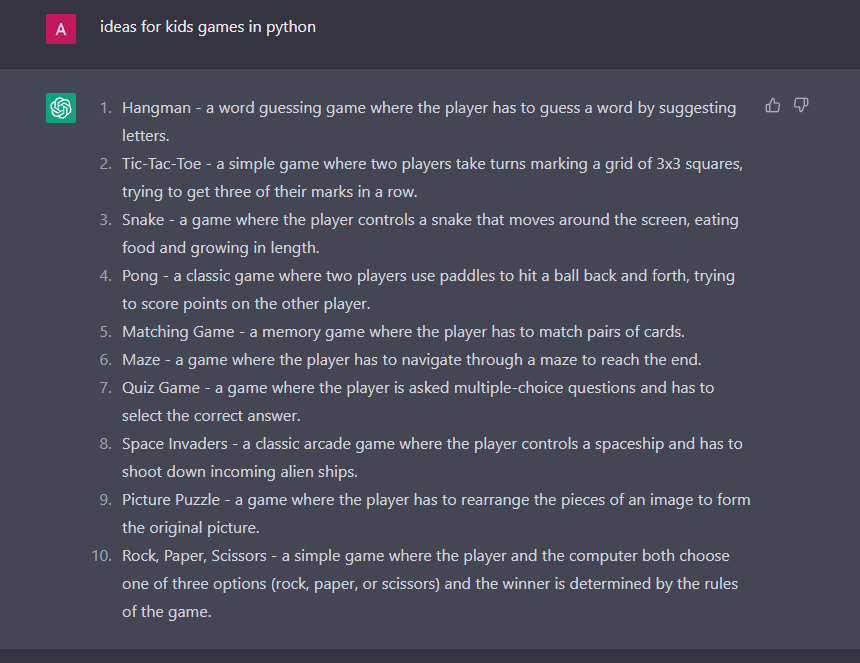 A
ideas for kids games in python
1. Hangman - a word guessing game where the player has to guess a word by suggesting
letters.
2. Tic-Tac-Toe - a simple game where two players take turns marking a grid of 3x3 squares,
trying to get three of their marks in a row.
3. Snake - a game where the player controls a snake that moves around the screen, eating
food and growing in length.
4. Pong - a classic game where two players use paddles to hit a ball back and forth, trying
to score points on the other player.
5. Matching Game - a memory game where the player has to match pairs of cards.
6. Maze - a game where the player has to navigate through a maze to reach the end.
7. Quiz Game - a game where the player is asked multiple-choice questions and has to
select the correct answer.
8. Space Invaders - a classic arcade game where the player controls a spaceship and has to
shoot down incoming alien ships.
9. Picture Puzzle - a game where the player has to rearrange the pieces of an image to form
the original picture.
10. Rock, Paper, Scissors - a simple game where the player and the computer both choose
one of three options (rock, paper, or scissors) and the winner is determined by the rules
of the game.